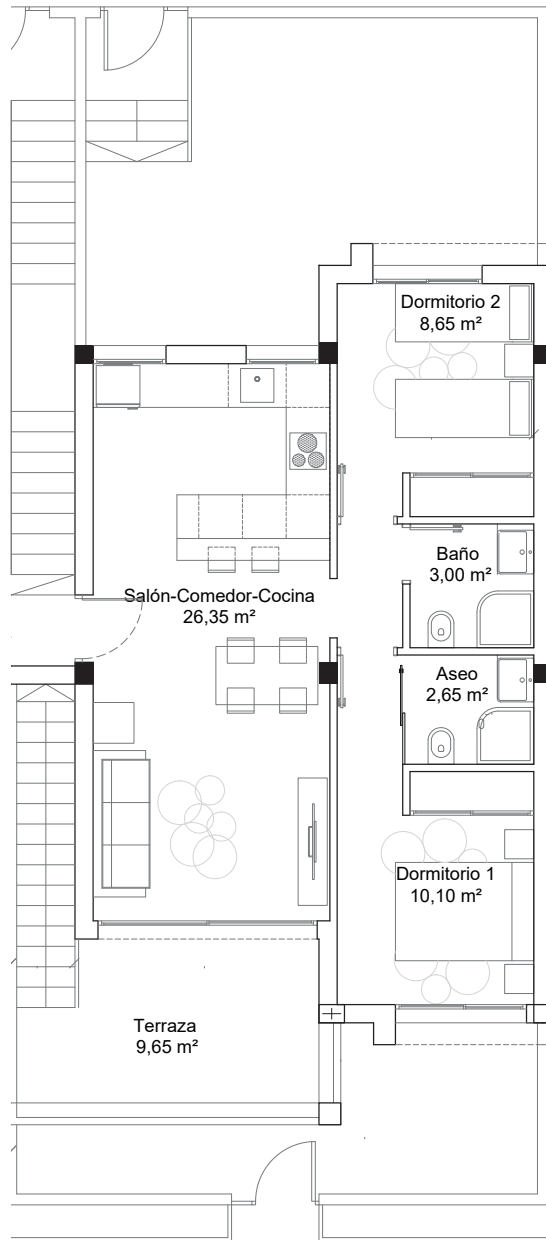 Dormitorio 2
8,65 m²
Baño
3,00 m²
Salón-Comedor-Cocina
26,35 m²
Aseo
2,65 m²
Dormitorio 1
10,10 m²
Terraza
9,65 m²